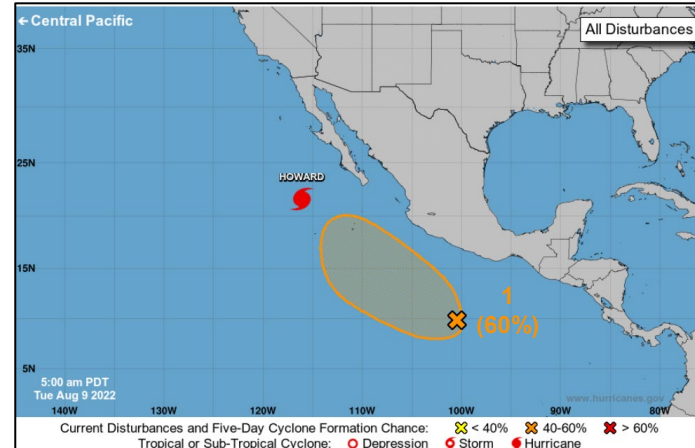 ← Central Pacific
All Disturbances
35N
25N
HOWARD
15N
1
(60%)
5N
5:00 am PDT
Tue Aug 9 2022
www.hurricanes.gov
140W 130W 120W 110W 100W 90W 80W
Current Disturbances and Five-Day Cyclone Formation Chance: < 40% 40-60% > 60%
Tropical or Sub-Tropical Cyclone: Depression Storm Hurricane